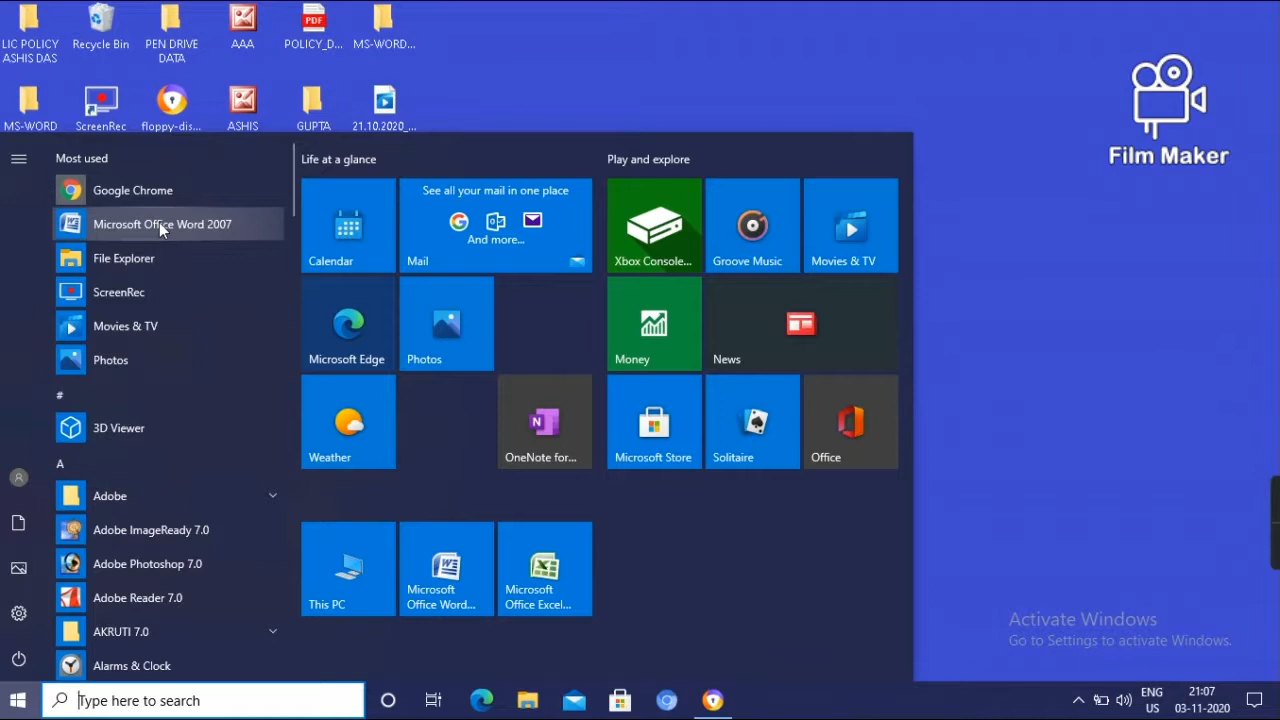 LIC POLICY
ASHIS DAS
Recycle Bin
PEN DRIVE
DATA
AAA
PDF
POLICY_D...
MS-WORD...
MS-WORD
ScreenRec
floppy-dis...
ASHIS
GUPTA
21.10.2020_...
Film Maker
Most used
Google Chrome
Microsoft Office Word 2007
File Explorer
ScreenRec
Movies & TV
Photos
#
3D Viewer
A
Adobe
Adobe ImageReady 7.0
Adobe Photoshop 7.0
Adobe Reader 7.0
AKRUTI 7.0
Alarms & Clock
Life at a glance
Calendar
See all your mail in one place
And more...
Mail
Microsoft Edge
Photos
Weather
OneNote for...
This PC
Microsoft
Office Word...
Microsoft
Office Excel...
Play and explore
Xbox Console...
Groove Music
Movies & TV
Money
News
Microsoft Store
Solitaire
Office
Activate Windows
Go to Settings to activate Windows.
Type here to search
ENG
US
21:07
03-11-2020